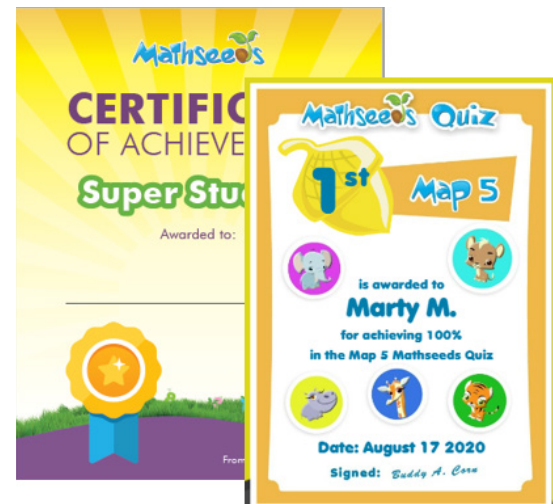 Mathseeds
CERTIFIC
OF ACHIEVE
Super Stu
Awarded to:
From
Mathseeds Quiz
1st
Map 5
is awarded to
Marty M.
for achieving 100%
in the Map 5 Mathseeds Quiz
Date: August 17 2020
Signed: Buddy A. Corn